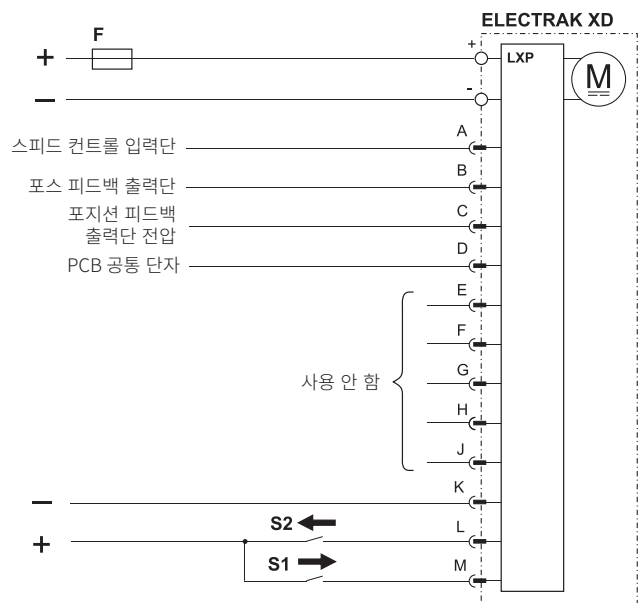 ELECTRAK XD
F
+
+
LXP
M
−
-
스피드 컨트롤 입력단
A
포스 피드백 출력단
B
포지션 피드백
출력단 전압
C
PCB 공통 단자
D
E
F
G
사용 안 함
H
J
−
K
S2
+
L
S1
M